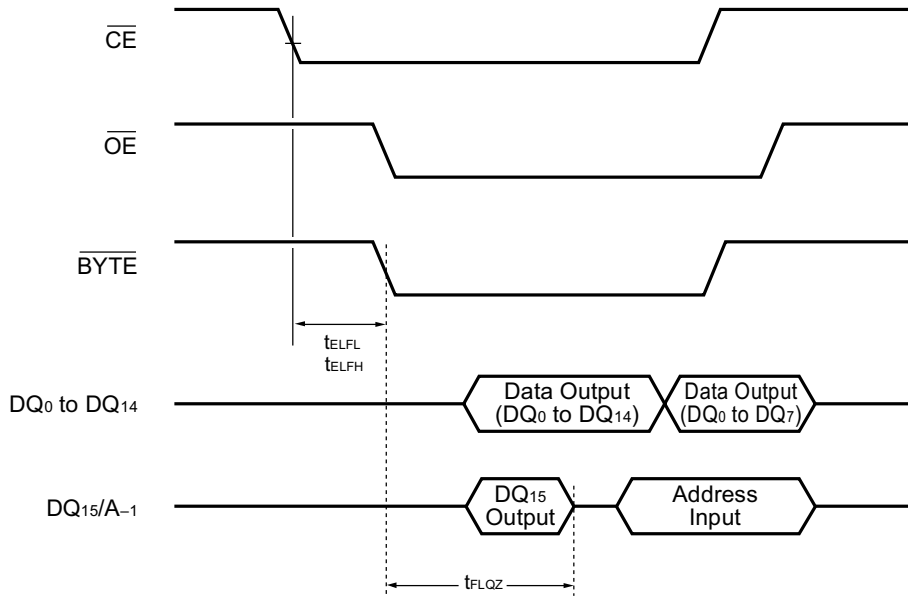 CE
OE
BYTE
tELFL
tELFH
DQ0 to DQ14
Data Output
(DQ0 to DQ14)
Data Output
(DQ0 to DQ7)
DQ15/A–1
DQ15
Output
Address
Input
tFLQZ